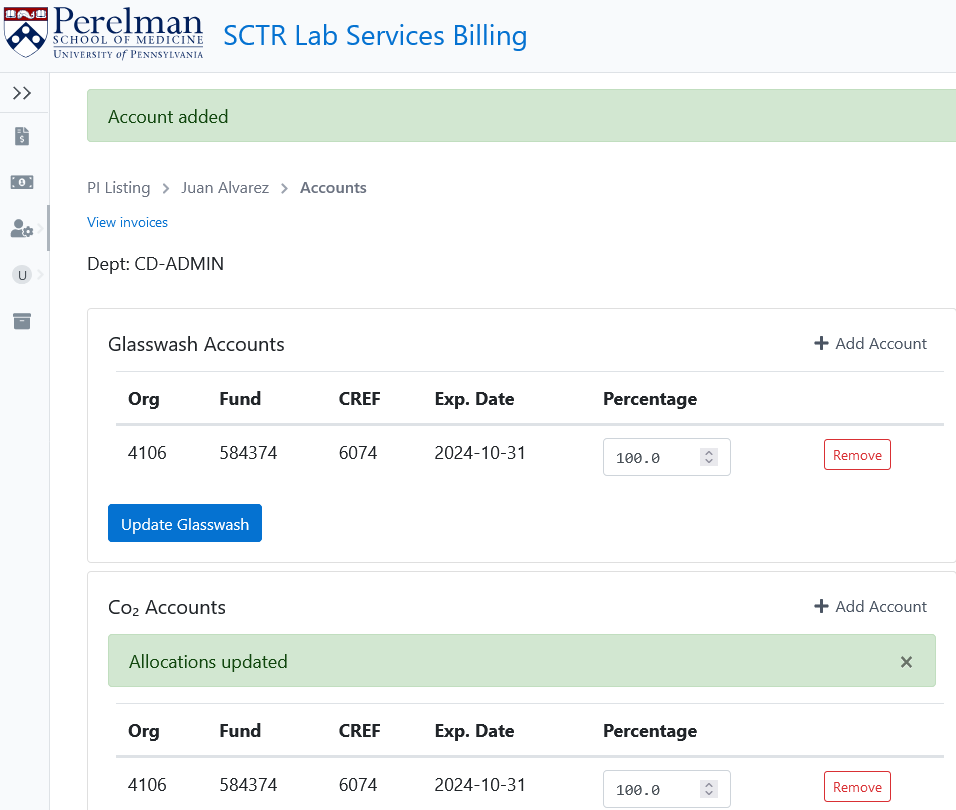 Perelman
SCHOOL OF MEDICINE
UNIVERSITY of PENNSYLVANIA
SCTR Lab Services Billing
Account added
PI Listing > Juan Alvarez > Accounts
View invoices
U
Dept: CD-ADMIN
Glasswash Accounts + Add Account
Org Fund CREF Exp. Date Percentage
4106 584374 6074 2024-10-31 100.0 Remove
Update Glasswash
Co₂ Accounts + Add Account
Allocations updated ×
Org Fund CREF Exp. Date Percentage
4106 584374 6074 2024-10-31 100.0 Remove